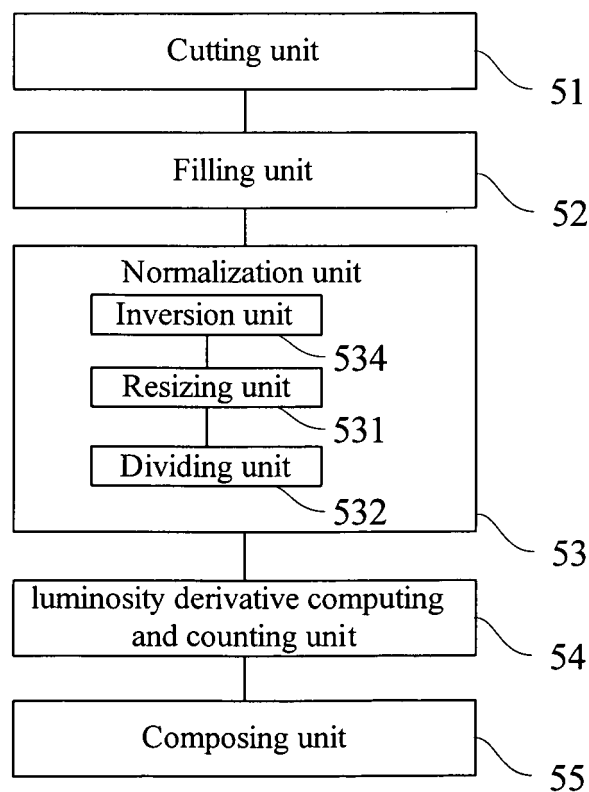 Cutting unit
51
Filling unit
52
Normalization unit
Inversion unit
534
Resizing unit
531
Dividing unit
532
53
luminosity derivative computing
and counting unit
54
Composing unit
55